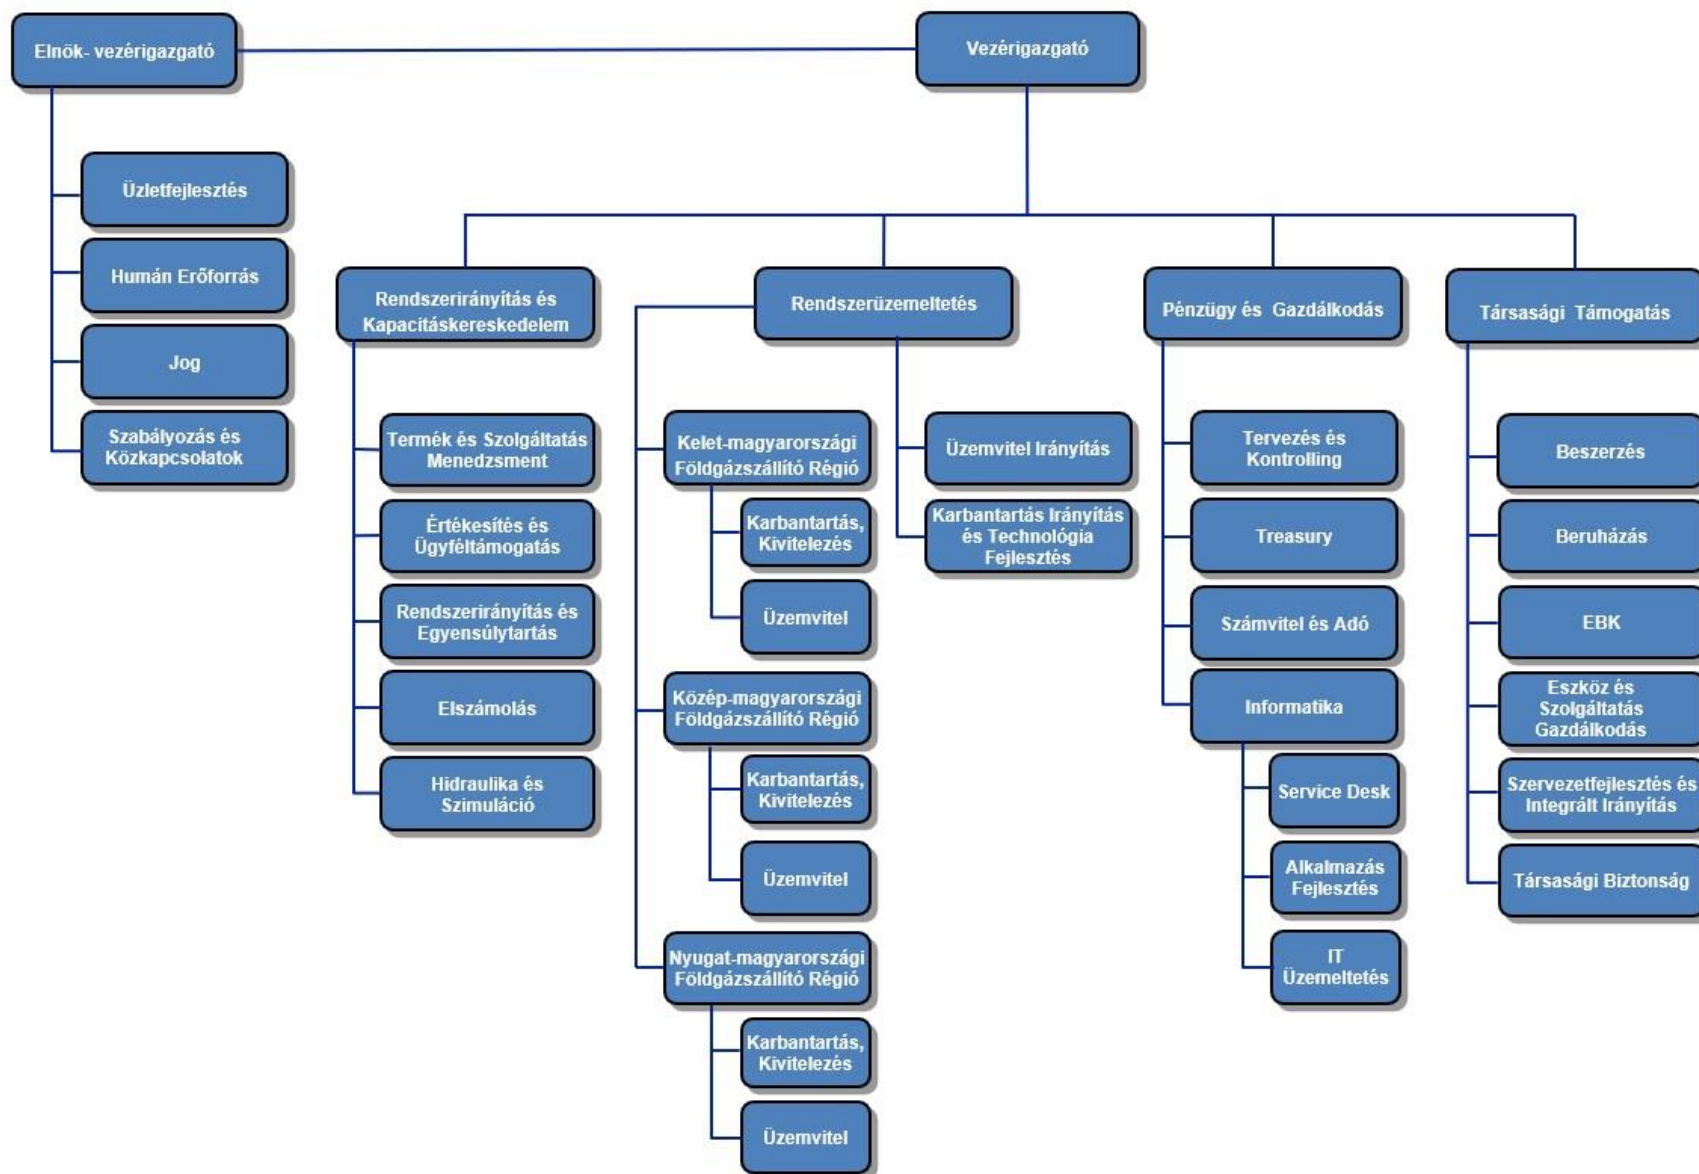 Elnök- vezérigazgató
Vezérigazgató
Üzletfejlesztés
Humán Erőforrás
Jog
Szabályozás és
Közkapcsolatok
Rendszerirányítás és
Kapacitáskereskedelem
Termék és Szolgáltatás
Menedzsment
Értékesítés és
Ügyféltámogatás
Rendszerirányítás és
Egyensúlytartás
Elszámolás
Hidraulika és
Szimuláció
Rendszerüzemeltetés
Kelet-magyarországi
Földgázszállító Régió
Karbantartás,
Kivitelezés
Üzemvitel
Közép-magyarországi
Földgázszállító Régió
Karbantartás,
Kivitelezés
Üzemvitel
Nyugat-magyarországi
Földgázszállító Régió
Karbantartás,
Kivitelezés
Üzemvitel
Üzemvitel Irányítás
Karbantartás Irányítás
és Technológia
Fejlesztés
Pénzügy és Gazdálkodás
Tervezés és
Kontrolling
Treasury
Számvitel és Adó
Informatika
Service Desk
Alkalmazás
Fejlesztés
IT
Üzemeltetés
Társasági Támogatás
Beszerzés
Beruházás
EBK
Eszköz és
Szolgáltatás
Gazdálkodás
Szervezetfejlesztés és
Integrált Irányítás
Társasági Biztonság